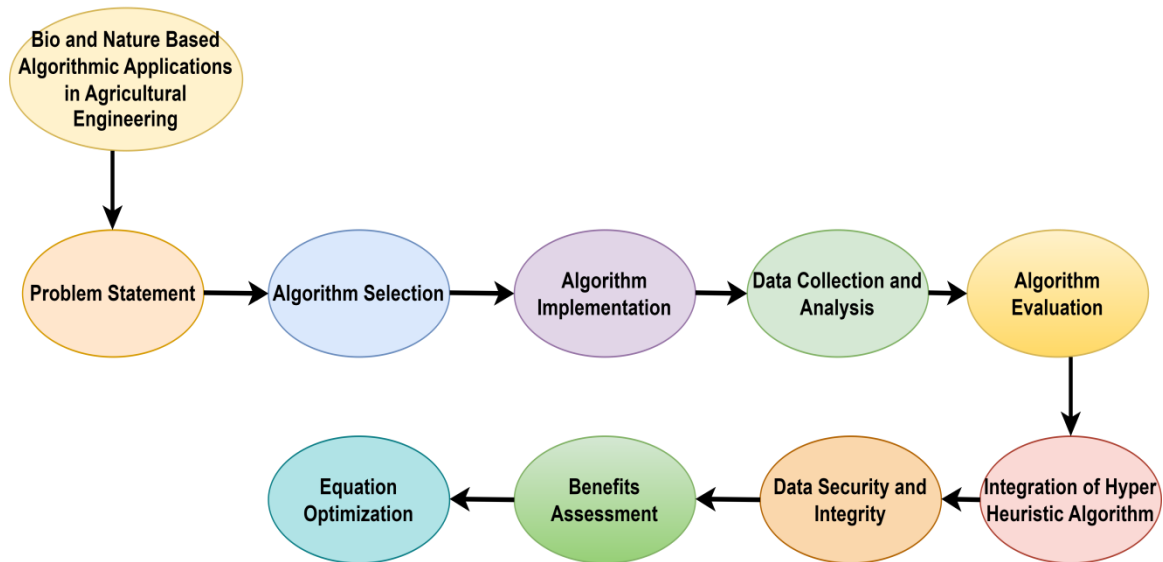 Bio and Nature Based
Algorithmic Applications
in Agricultural
Engineering
Problem Statement
Algorithm Selection
Algorithm
Implementation
Data Collection and
Analysis
Algorithm
Evaluation
Equation
Optimization
Benefits
Assessment
Data Security and
Integrity
Integration of Hyper
Heuristic Algorithm